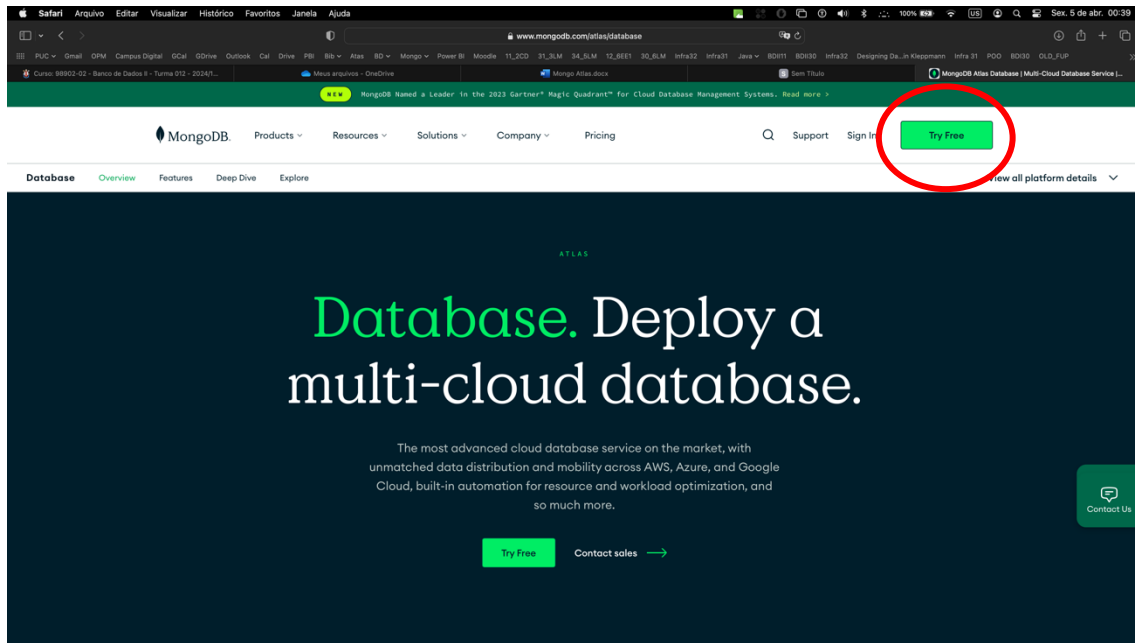 Safari Arquivo Editar Visualizar Histórico Favoritos Janela Ajuda 100% US Sex. 5 de abr. 00:39
www.mongodb.com/atlas/database
PUC Gmail OPM Campus Digital GCal GDrive Outlook Cal Drive PBI Bib Atas BD Mongo Power BI Moodle 11_2CD 31_3LM 34_5LM 12_6EE1 30_6LM Infra32 Infra31 Java BDII11 BDII30 Infra32 Designing Da...in Kleppmann Infra 31 POO BDI30 OLD_FUP
Curso: 98902-02 - Banco de Dados II - Turma 012 - 2024/1... Meus arquivos - OneDrive Mongo Atlas.docx S Sem Título MongoDB Atlas Database | Multi-Cloud Database Service |...
NEW MongoDB Named a Leader in the 2023 Gartner® Magic Quadrant™ for Cloud Database Management Systems. Read more >
MongoDB. Products Resources Solutions Company Pricing Support Sign In Try Free
Database Overview Features Deep Dive Explore View all platform details
ATLAS
Database. Deploy a
multi-cloud database.
The most advanced cloud database service on the market, with
unmatched data distribution and mobility across AWS, Azure, and Google
Cloud, built-in automation for resource and workload optimization, and
so much more.
Contact Us
Try Free Contact sales